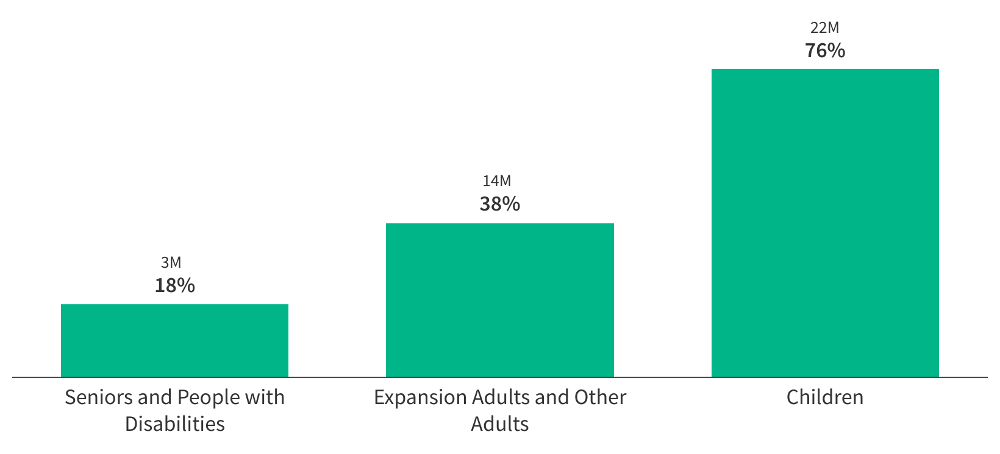 22M
76%
14M
38%
3M
18%
Seniors and People with
Disabilities
Expansion Adults and Other
Adults
Children